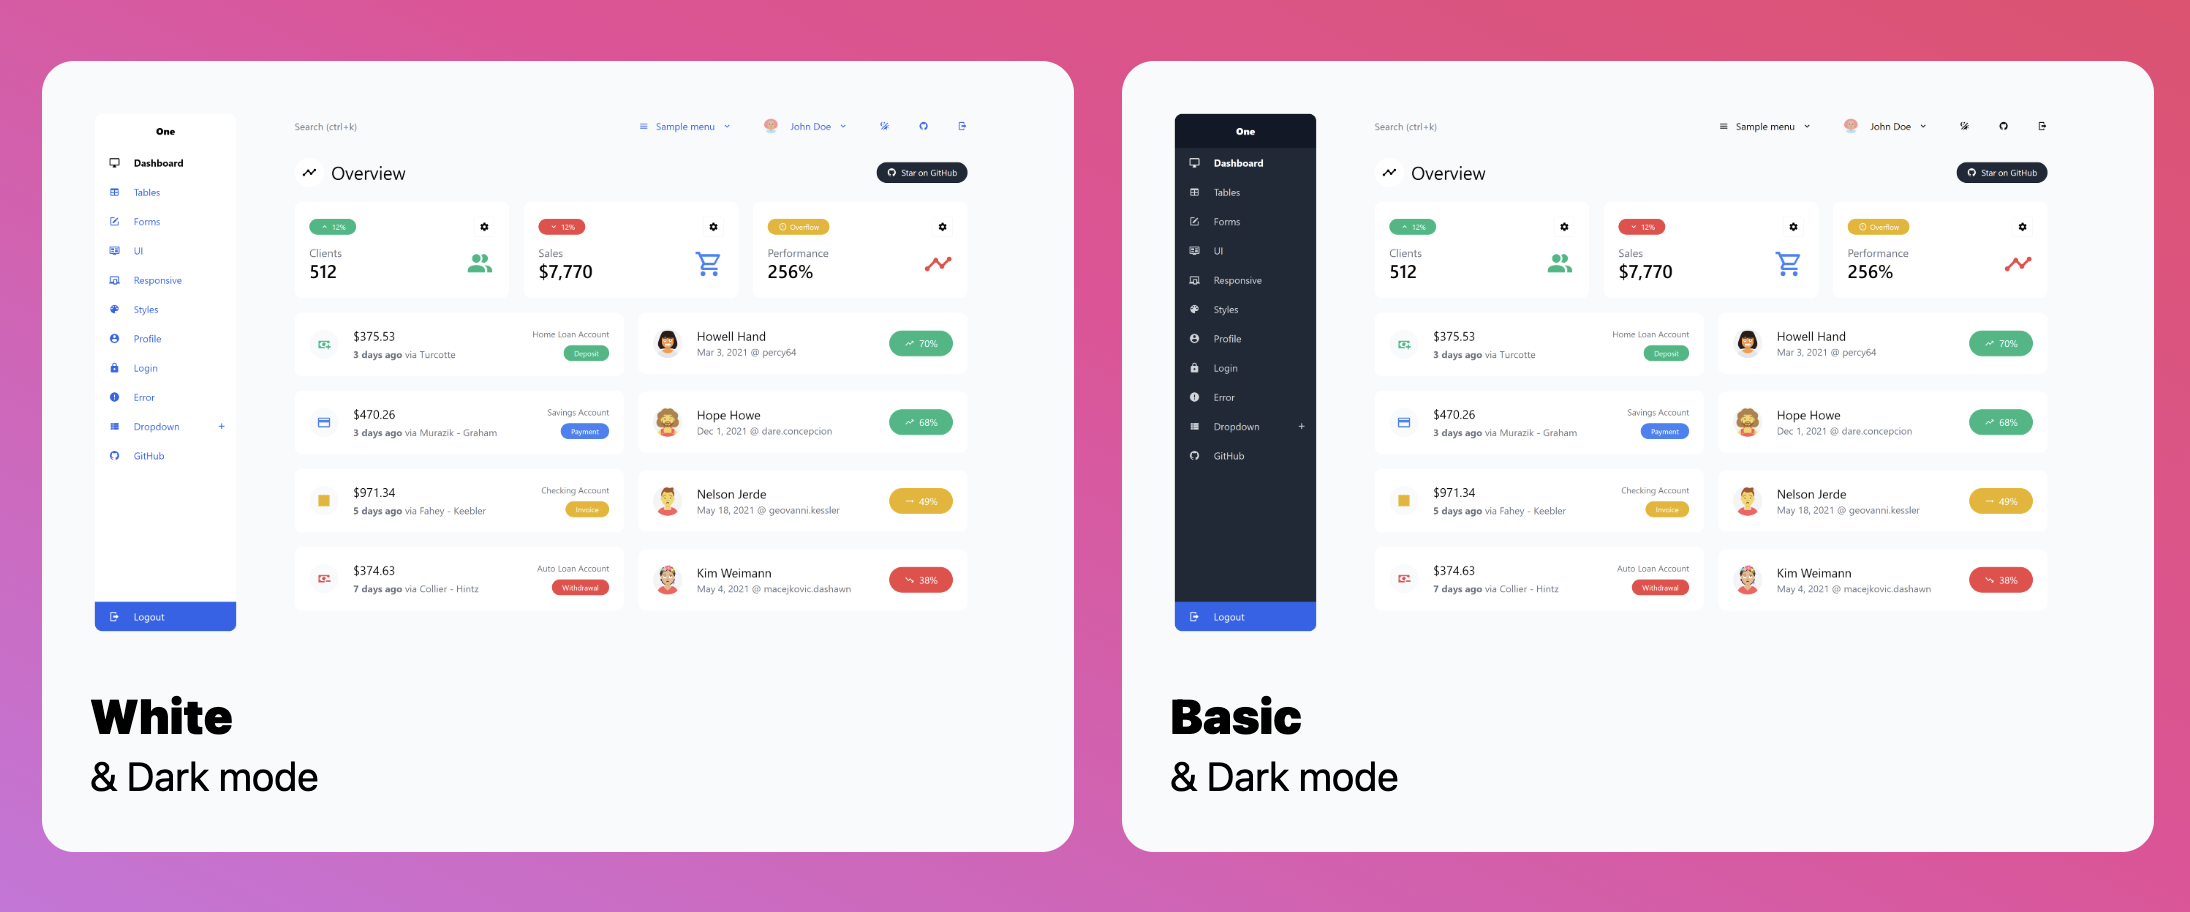 One
Dashboard
Tables
Forms
UI
Responsive
Styles
Profile
Login
Error
Dropdown +
GitHub
Logout
Search (ctrl+k)
Sample menu
John Doe
Overview
Star on GitHub
12%
Clients
512
12%
Sales
$7,770
Overflow
Performance
256%
$375.53
3 days ago via Turcotte
Home Loan Account
Deposit
$470.26
3 days ago via Murazik - Graham
Savings Account
Payment
$971.34
5 days ago via Fahey - Keebler
Checking Account
Invoice
$374.63
7 days ago via Collier - Hintz
Auto Loan Account
Withdrawal
Howell Hand
Mar 3, 2021 @ percy64
70%
Hope Howe
Dec 1, 2021 @ dare.concepcion
68%
Nelson Jerde
May 18, 2021 @ geovanni.kessler
49%
Kim Weimann
May 4, 2021 @ macejkovic.dashawn
38%
White
& Dark mode
One
Dashboard
Tables
Forms
UI
Responsive
Styles
Profile
Login
Error
Dropdown +
GitHub
Logout
Search (ctrl+k)
Sample menu
John Doe
Overview
Star on GitHub
12%
Clients
512
12%
Sales
$7,770
Overflow
Performance
256%
$375.53
3 days ago via Turcotte
Home Loan Account
Deposit
$470.26
3 days ago via Murazik - Graham
Savings Account
Payment
$971.34
5 days ago via Fahey - Keebler
Checking Account
Invoice
$374.63
7 days ago via Collier - Hintz
Auto Loan Account
Withdrawal
Howell Hand
Mar 3, 2021 @ percy64
70%
Hope Howe
Dec 1, 2021 @ dare.concepcion
68%
Nelson Jerde
May 18, 2021 @ geovanni.kessler
49%
Kim Weimann
May 4, 2021 @ macejkovic.dashawn
38%
Basic
& Dark mode